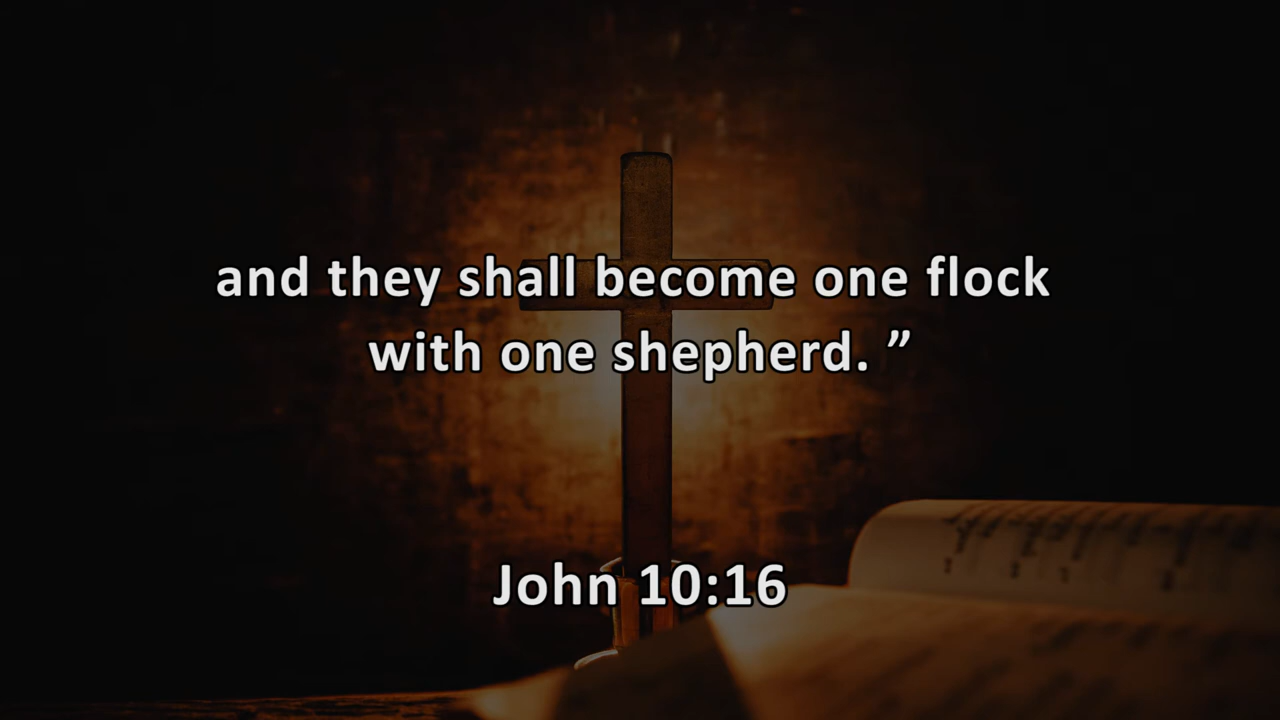 and they shall become one flock
with one shepherd. ”
John 10:16